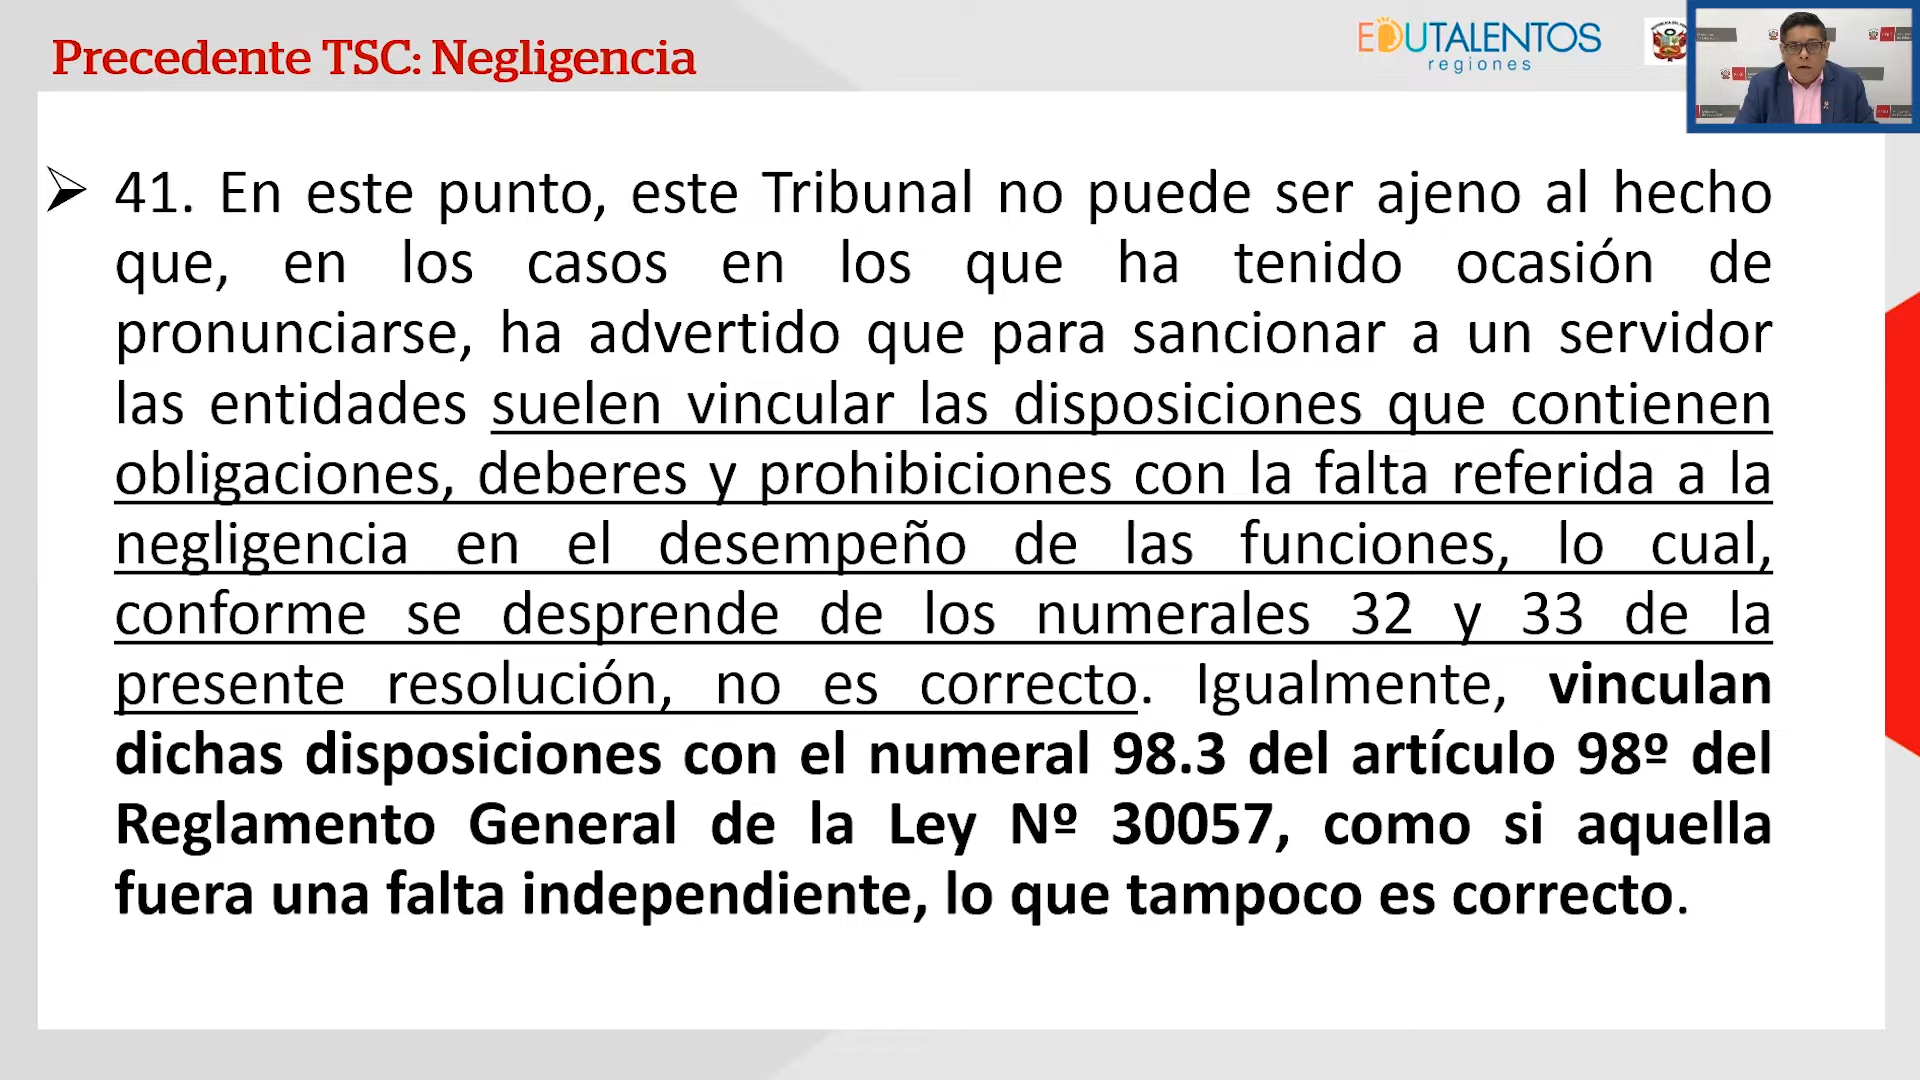 Precedente TSC: Negligencia
EDUTALENTOS
regiones
41. En este punto, este Tribunal no puede ser ajeno al hecho
que, en los casos en los que ha tenido ocasión de
pronunciarse, ha advertido que para sancionar a un servidor
las entidades suelen vincular las disposiciones que contienen
obligaciones, deberes y prohibiciones con la falta referida a la
negligencia en el desempeño de las funciones, lo cual,
conforme se desprende de los numerales 32 y 33 de la
presente resolución, no es correcto. Igualmente, vinculan
dichas disposiciones con el numeral 98.3 del artículo 98º del
Reglamento General de la Ley Nº 30057, como si aquella
fuera una falta independiente, lo que tampoco es correcto.